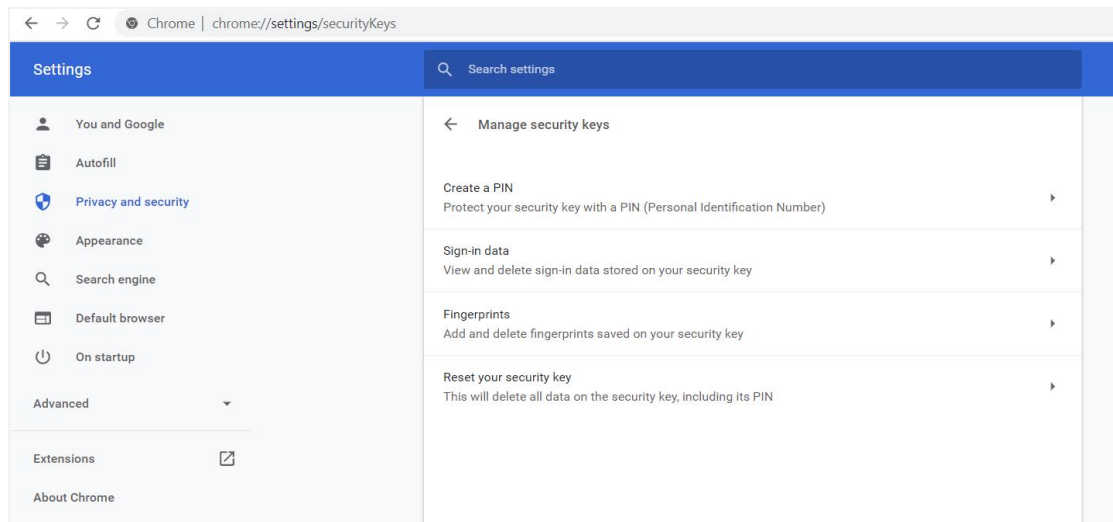 Chrome | chrome://settings/securityKeys
Settings
Search settings
You and Google
Autofill
Privacy and security
Appearance
Search engine
Default browser
On startup
Advanced
Extensions
About Chrome
Manage security keys
Create a PIN
Protect your security key with a PIN (Personal Identification Number)
Sign-in data
View and delete sign-in data stored on your security key
Fingerprints
Add and delete fingerprints saved on your security key
Reset your security key
This will delete all data on the security key, including its PIN